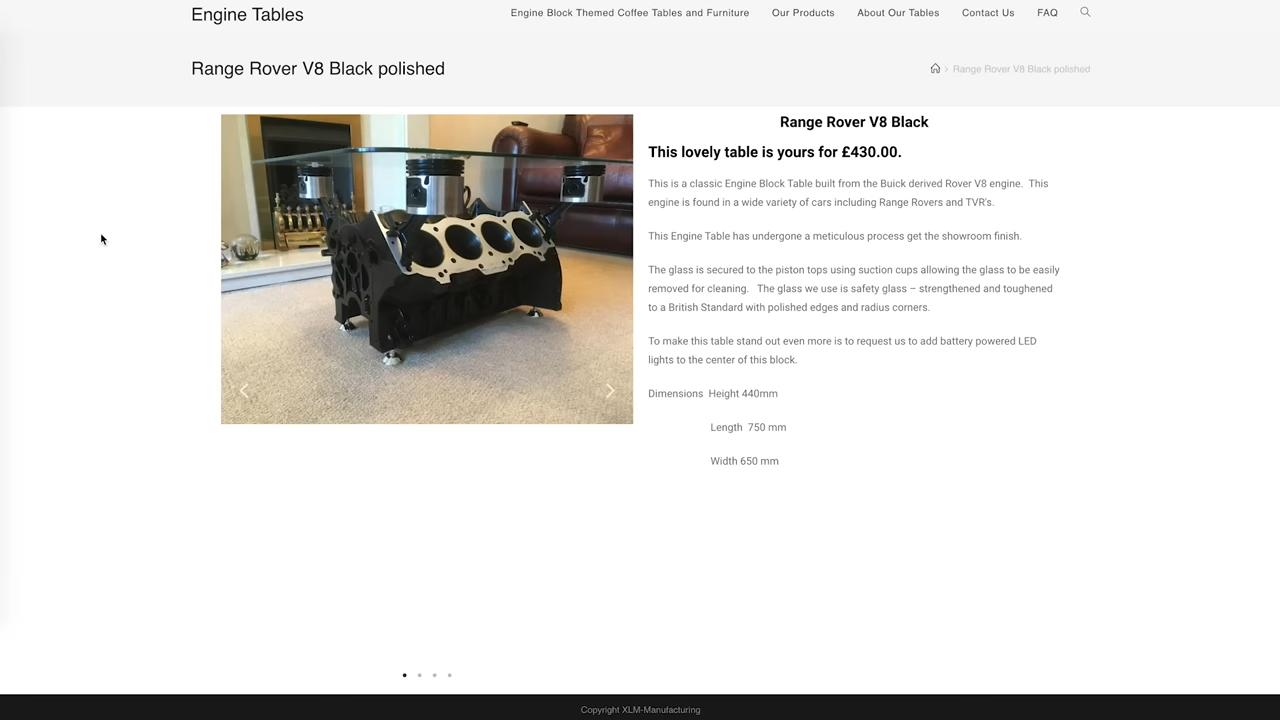 Engine Tables
Engine Block Themed Coffee Tables and Furniture
Our Products
About Our Tables
Contact Us
FAQ
Range Rover V8 Black polished
Range Rover V8 Black polished
Range Rover V8 Black
This lovely table is yours for £430.00.
This is a classic Engine Block Table built from the Buick derived Rover V8 engine.  This
engine is found in a wide variety of cars including Range Rovers and TVR's.
This Engine Table has undergone a meticulous process get the showroom finish.
The glass is secured to the piston tops using suction cups allowing the glass to be easily
removed for cleaning.   The glass we use is safety glass – strengthened and toughened
to a British Standard with polished edges and radius corners.
To make this table stand out even more is to request us to add battery powered LED
lights to the center of this block.
Dimensions  Height 440mm
Length  750 mm
Width 650 mm
Copyright XLM-Manufacturing